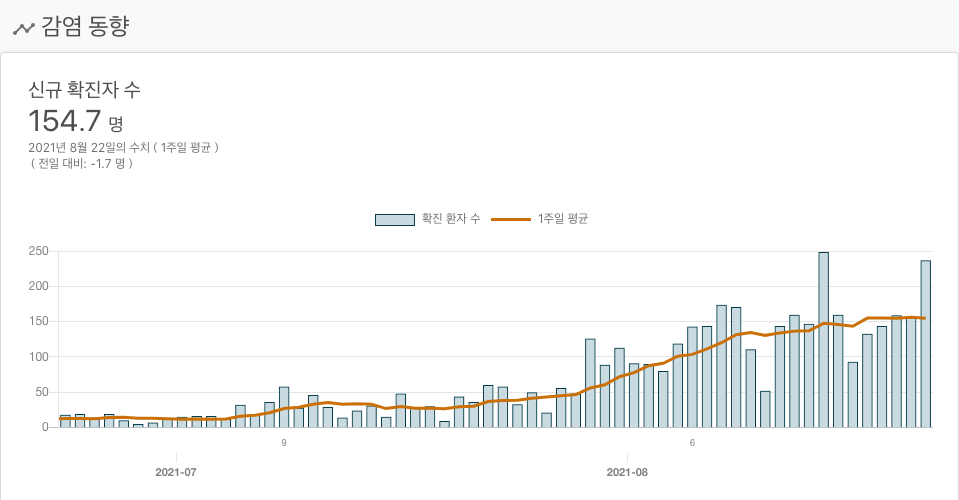 감염 동향
신규 확진자 수
154.7 명
2021년 8월 22일의 수치 ( 1주일 평균 )
( 전일 대비: -1.7 명 )
확진 환자 수 1주일 평균
250
200
150
100
50
0
9 6
2021-07 2021-08